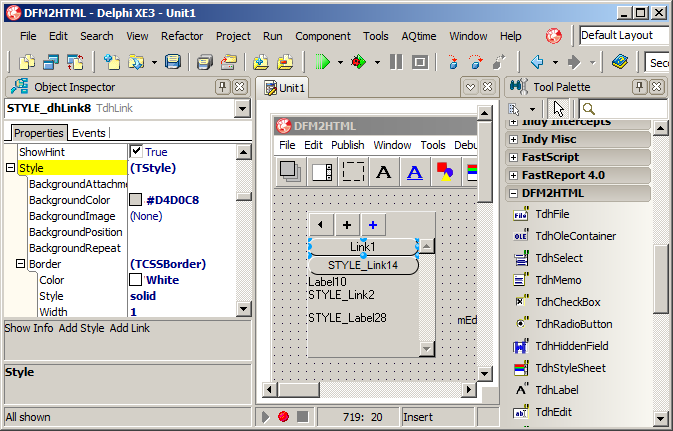 DFM2HTML - Delphi XE3 - Unit1
File Edit Search View Refactor Project Run Component Tools AQtime Window Help
Default Layout
Object Inspector
STYLE_dhLink8 TdhLink
Properties Events
ShowHint True
Style (TStyle)
BackgroundAttachme
BackgroundColor #D4D0C8
BackgroundImage (None)
BackgroundPosition
BackgroundRepeat
Border (TCSSBorder)
Color White
Style solid
Width 1
Show Info Add Style Add Link
Style
All shown
Unit1
DFM2HTML
File Edit Publish Window Tools Debu
A A A
Link1
STYLE_Link14
Label10
STYLE_Link2
STYLE_Label28
mEd
719: 20 Insert
Seco
Tool Palette
Indy Intercepts
Indy Misc
FastScript
FastReport 4.0
DFM2HTML
TdhFile
OLE TdhOleContainer
TdhSelect
TdhMemo
TdhCheckBox
TdhRadioButton
TdhHiddenField
TdhStyleSheet
A TdhLabel
ab TdhEdit